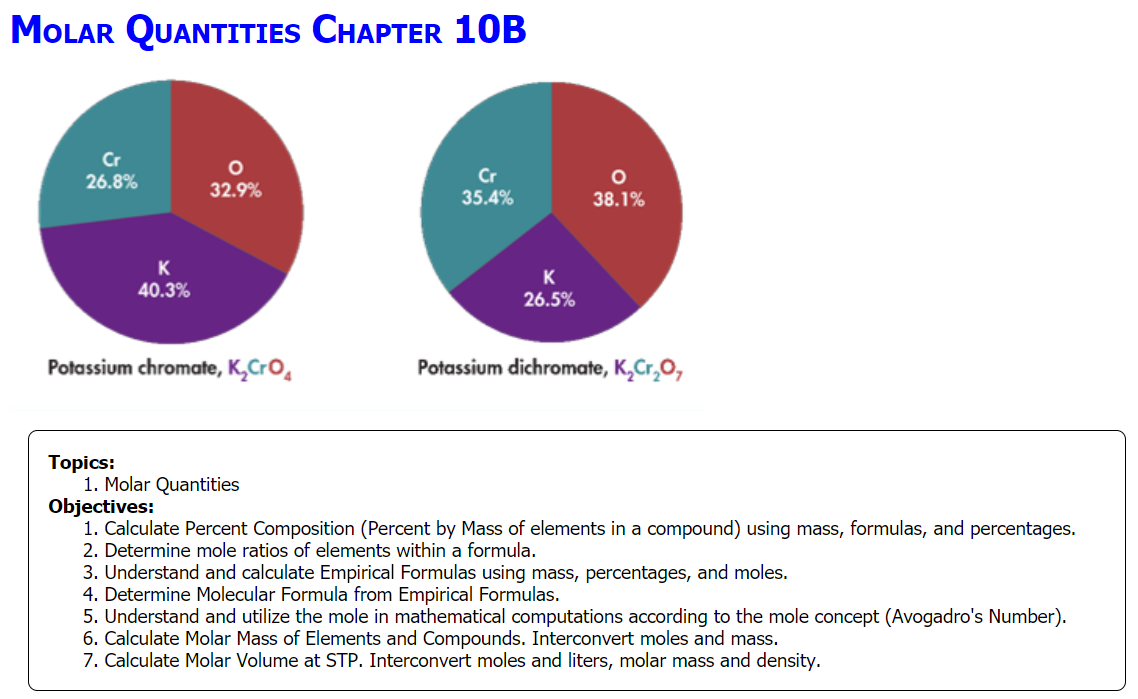 MOLAR QUANTITIES CHAPTER 10B
Cr
26.8%
O
32.9%
K
40.3%
Potassium chromate, K₂CrO₄
Cr
35.4%
O
38.1%
K
26.5%
Potassium dichromate, K₂Cr₂O₇
Topics:
1. Molar Quantities
Objectives:
1. Calculate Percent Composition (Percent by Mass of elements in a compound) using mass, formulas, and percentages.
2. Determine mole ratios of elements within a formula.
3. Understand and calculate Empirical Formulas using mass, percentages, and moles.
4. Determine Molecular Formula from Empirical Formulas.
5. Understand and utilize the mole in mathematical computations according to the mole concept (Avogadro's Number).
6. Calculate Molar Mass of Elements and Compounds. Interconvert moles and mass.
7. Calculate Molar Volume at STP. Interconvert moles and liters, molar mass and density.